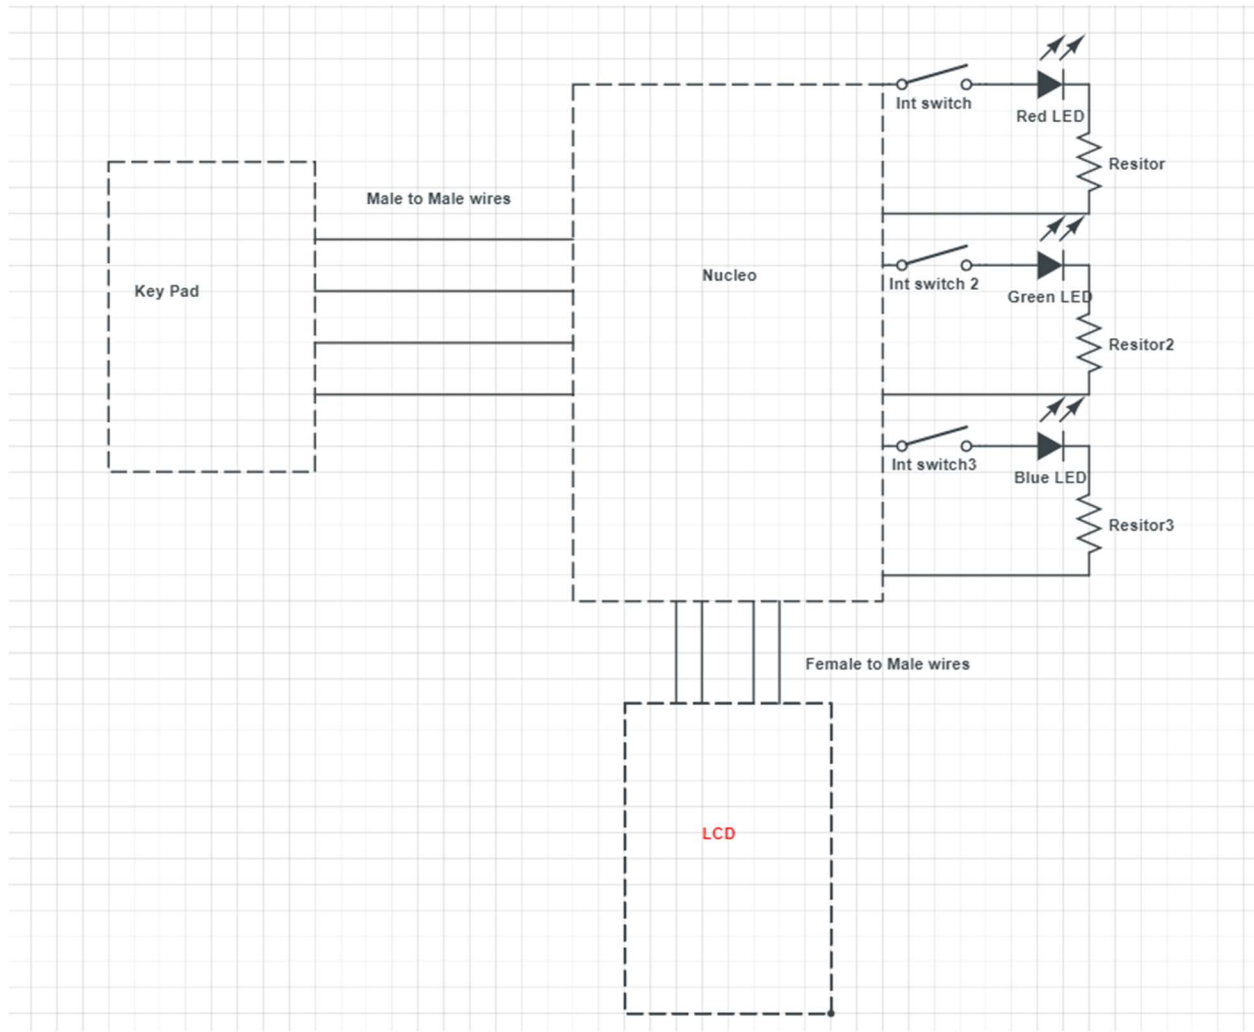 Int switch
Red LED
Resitor
Male to Male wires
Key Pad
Nucleo
Int switch 2
Green LED
Resitor2
Int switch3
Blue LED
Resitor3
Female to Male wires
LCD